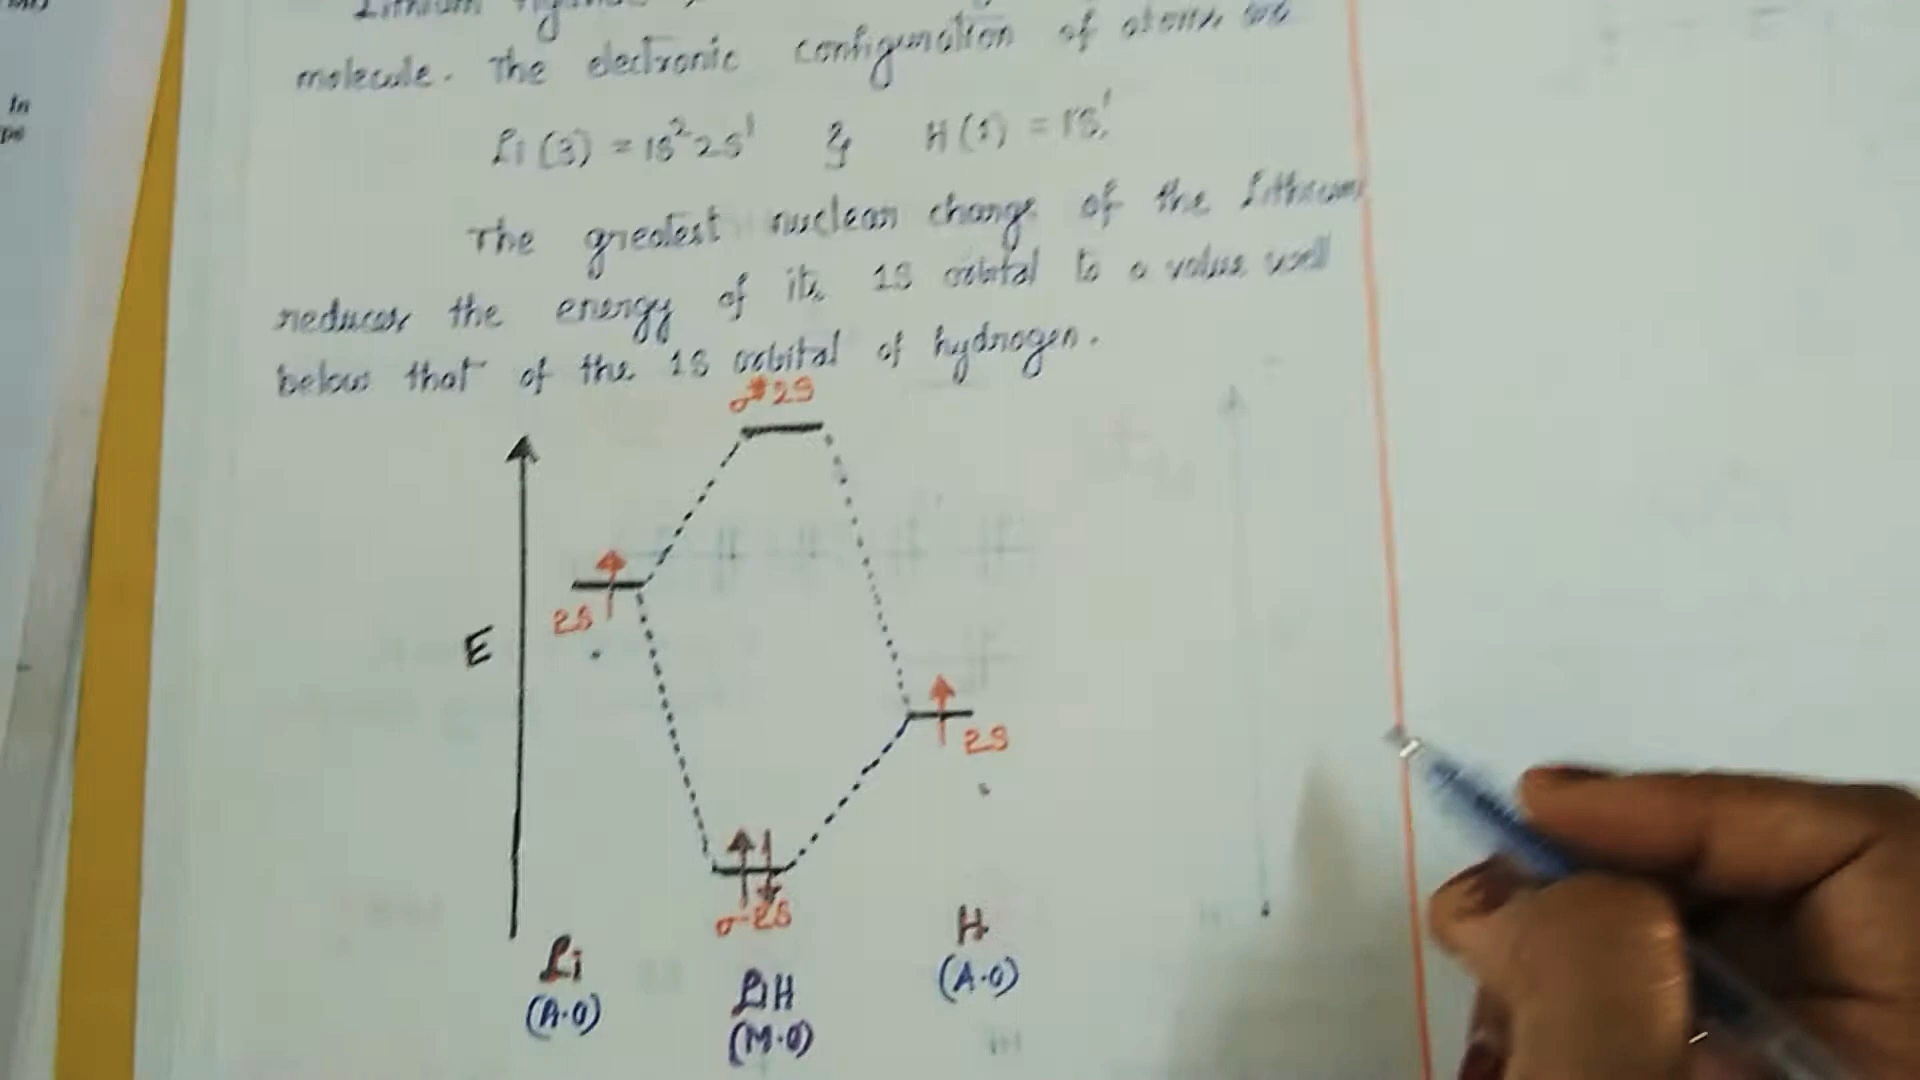 Lithium
molecule. The electronic configuration of atoms are
Li (3) = 1s² 2s¹ & H (1) = 1s¹
The greatest nuclear charge of the Lithium
reduces the energy of its 1s orbital to a value well
below that of the 1s orbital of hydrogen.
σ*2s
2s
E
2s
σ-2s
Li
(A.O)
LiH
(M.O)
H
(A.O)
In